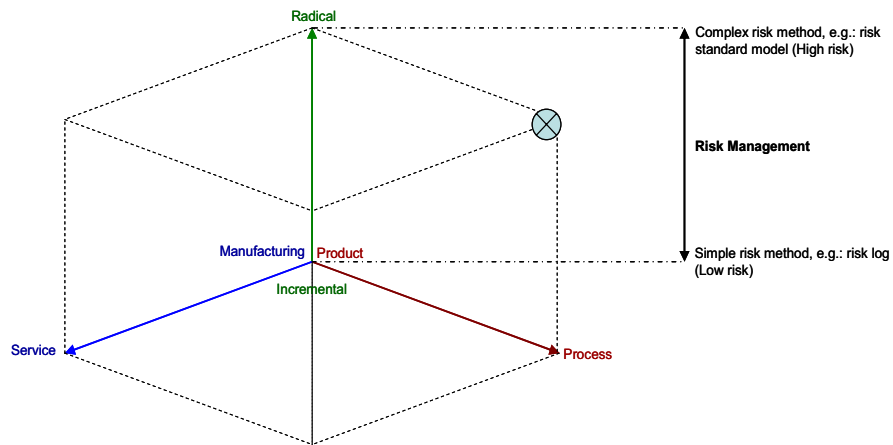 Radical
Complex risk method, e.g.: risk
standard model (High risk)
Risk Management
Manufacturing
Product
Simple risk method, e.g.: risk log
(Low risk)
Incremental
Service
Process